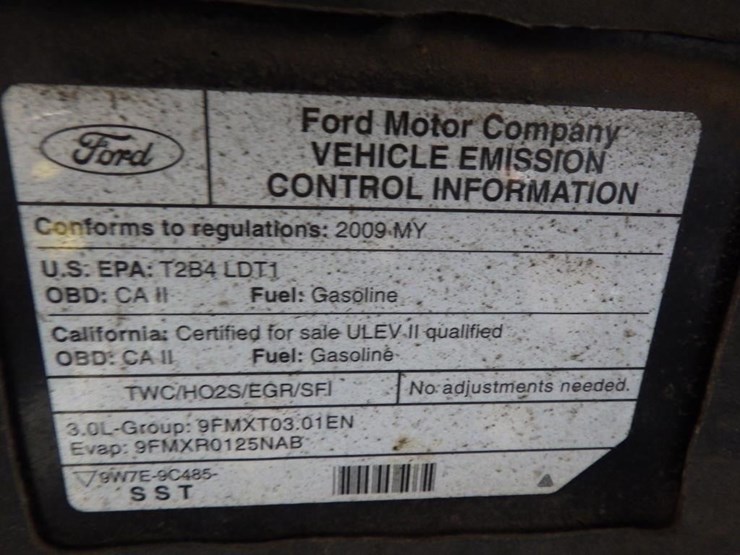 Ford
Ford Motor Company
VEHICLE EMISSION
CONTROL INFORMATION
Conforms to regulations: 2009 MY
U.S. EPA: T2B4 LDT1
OBD: CA II Fuel: Gasoline
California: Certified for sale ULEV II qualified
OBD: CA II Fuel: Gasoline
TWC/HO2S/EGR/SFI No adjustments needed.
3.0L-Group: 9FMXT03.01EN
Evap: 9FMXR0125NAB
9W7E-9C485-
SST